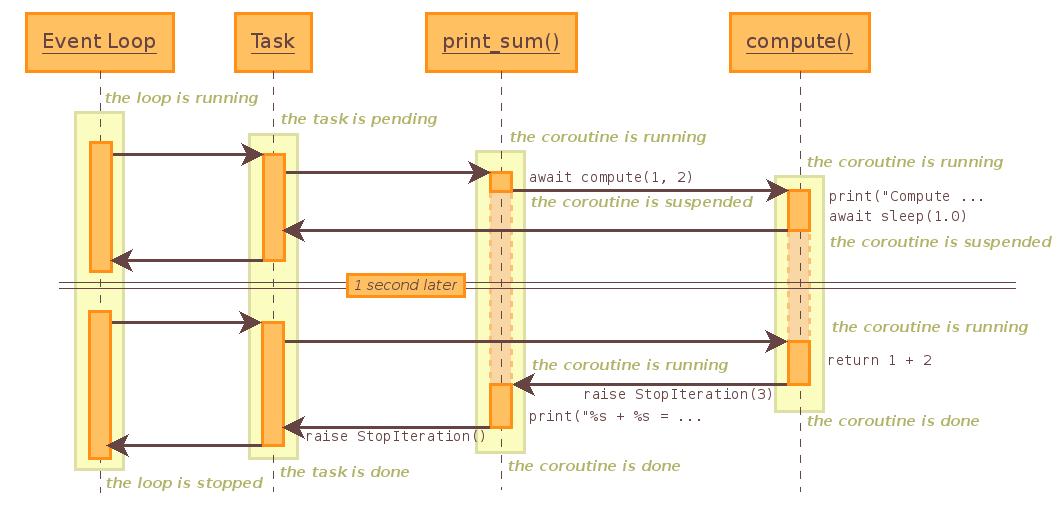 Event Loop
Task
print_sum()
compute()
the loop is running
the task is pending
the coroutine is running
the coroutine is running
await compute(1, 2)
print("Compute ...
the coroutine is suspended
await sleep(1.0)
the coroutine is suspended
1 second later
the coroutine is running
return 1 + 2
the coroutine is running
raise StopIteration(3)
print("%s + %s = ...
the coroutine is done
raise StopIteration()
the coroutine is done
the task is done
the loop is stopped